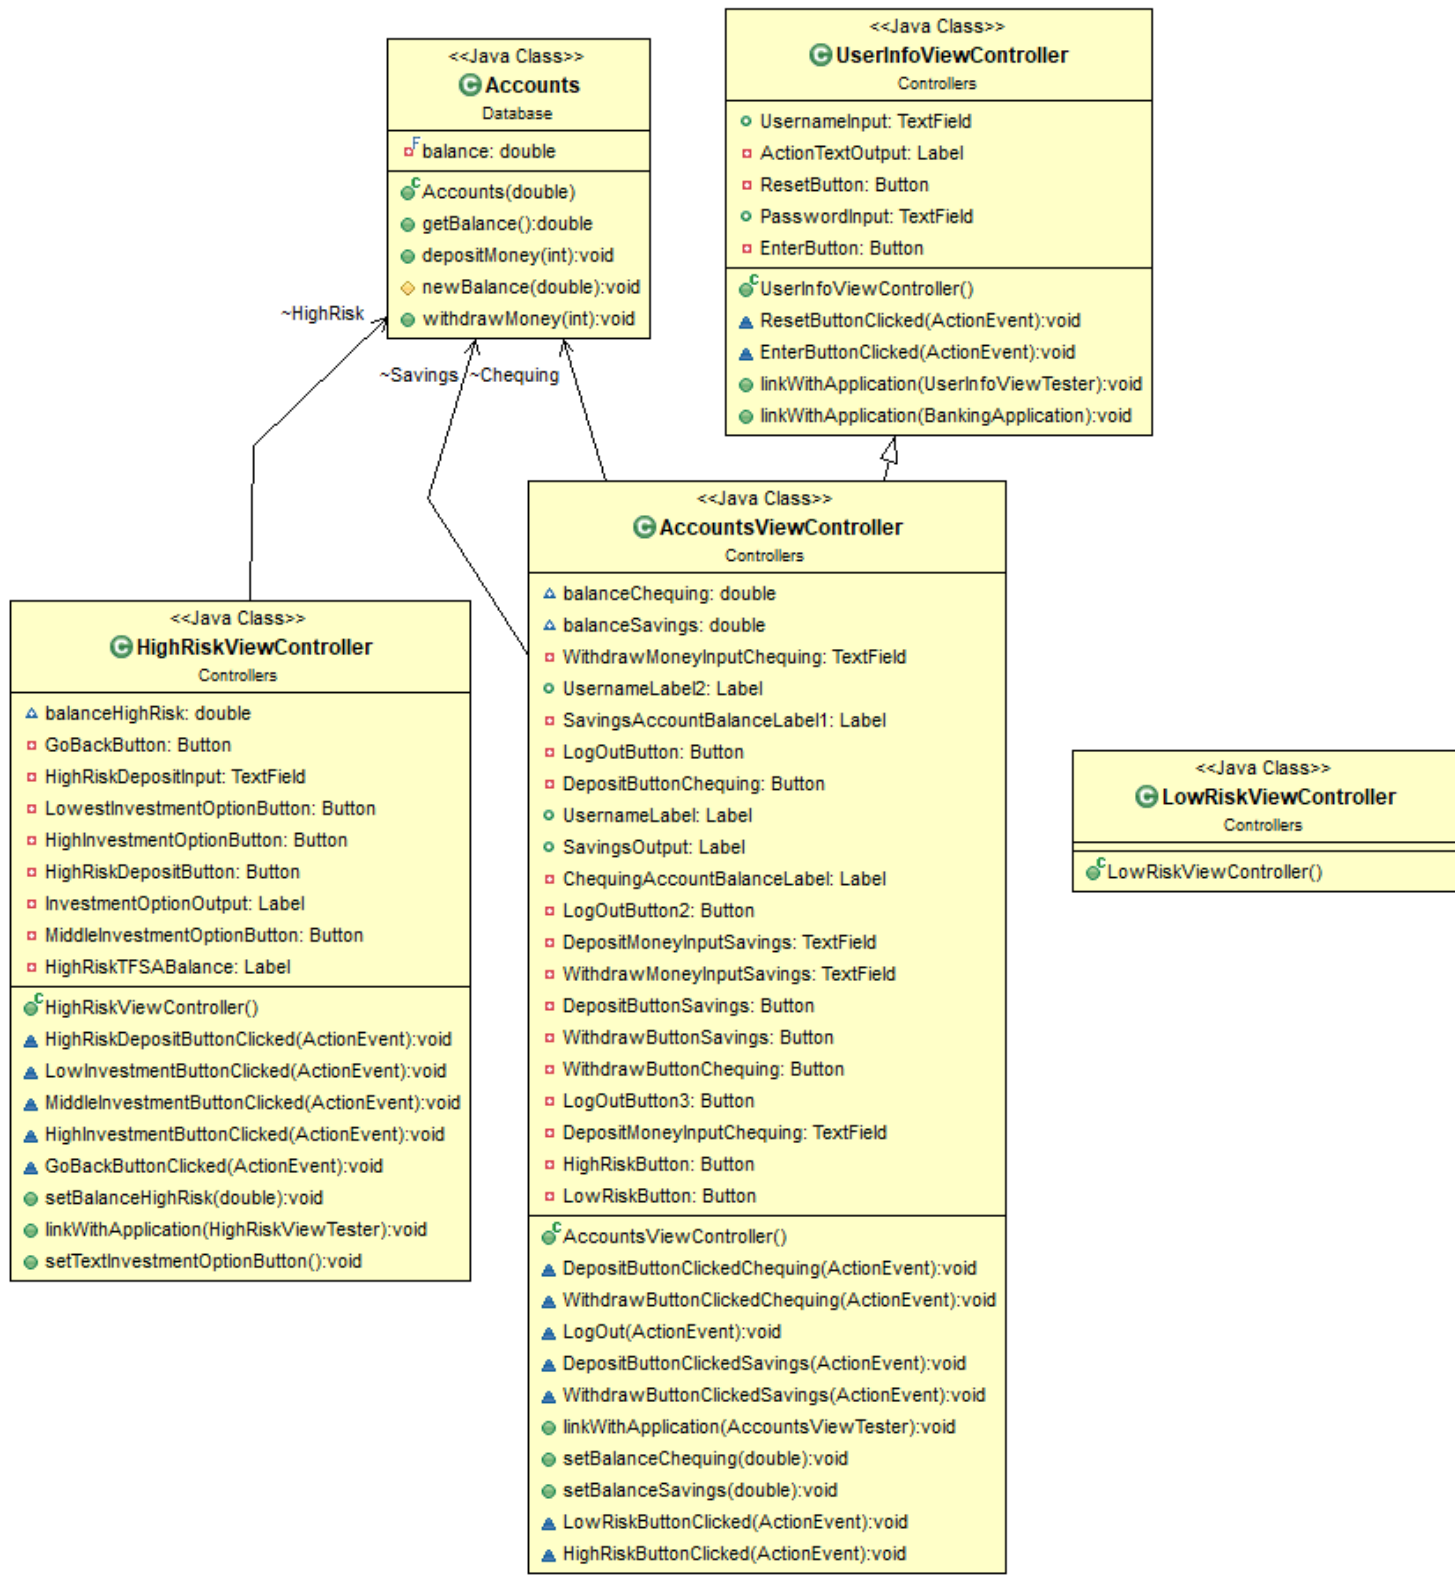 <<Java Class>>
Accounts
Database
balance: double
Accounts(double)
getBalance():double
depositMoney(int):void
newBalance(double):void
withdrawMoney(int):void
<<Java Class>>
UserInfoViewController
Controllers
UsernameInput: TextField
ActionTextOutput: Label
ResetButton: Button
PasswordInput: TextField
EnterButton: Button
UserInfoViewController()
ResetButtonClicked(ActionEvent):void
EnterButtonClicked(ActionEvent):void
linkWithApplication(UserInfoViewTester):void
linkWithApplication(BankingApplication):void
~HighRisk
~Savings
~Chequing
<<Java Class>>
HighRiskViewController
Controllers
balanceHighRisk: double
GoBackButton: Button
HighRiskDepositInput: TextField
LowestInvestmentOptionButton: Button
HighInvestmentOptionButton: Button
HighRiskDepositButton: Button
InvestmentOptionOutput: Label
MiddleInvestmentOptionButton: Button
HighRiskTFSABalance: Label
HighRiskViewController()
HighRiskDepositButtonClicked(ActionEvent):void
LowInvestmentButtonClicked(ActionEvent):void
MiddleInvestmentButtonClicked(ActionEvent):void
HighInvestmentButtonClicked(ActionEvent):void
GoBackButtonClicked(ActionEvent):void
setBalanceHighRisk(double):void
linkWithApplication(HighRiskViewTester):void
setTextInvestmentOptionButton():void
<<Java Class>>
AccountsViewController
Controllers
balanceChequing: double
balanceSavings: double
WithdrawMoneyInputChequing: TextField
UsernameLabel2: Label
SavingsAccountBalanceLabel1: Label
LogOutButton: Button
DepositButtonChequing: Button
UsernameLabel: Label
SavingsOutput: Label
ChequingAccountBalanceLabel: Label
LogOutButton2: Button
DepositMoneyInputSavings: TextField
WithdrawMoneyInputSavings: TextField
DepositButtonSavings: Button
WithdrawButtonSavings: Button
WithdrawButtonChequing: Button
LogOutButton3: Button
DepositMoneyInputChequing: TextField
HighRiskButton: Button
LowRiskButton: Button
AccountsViewController()
DepositButtonClickedChequing(ActionEvent):void
WithdrawButtonClickedChequing(ActionEvent):void
LogOut(ActionEvent):void
DepositButtonClickedSavings(ActionEvent):void
WithdrawButtonClickedSavings(ActionEvent):void
linkWithApplication(AccountsViewTester):void
setBalanceChequing(double):void
setBalanceSavings(double):void
LowRiskButtonClicked(ActionEvent):void
HighRiskButtonClicked(ActionEvent):void
<<Java Class>>
LowRiskViewController
Controllers
LowRiskViewController()